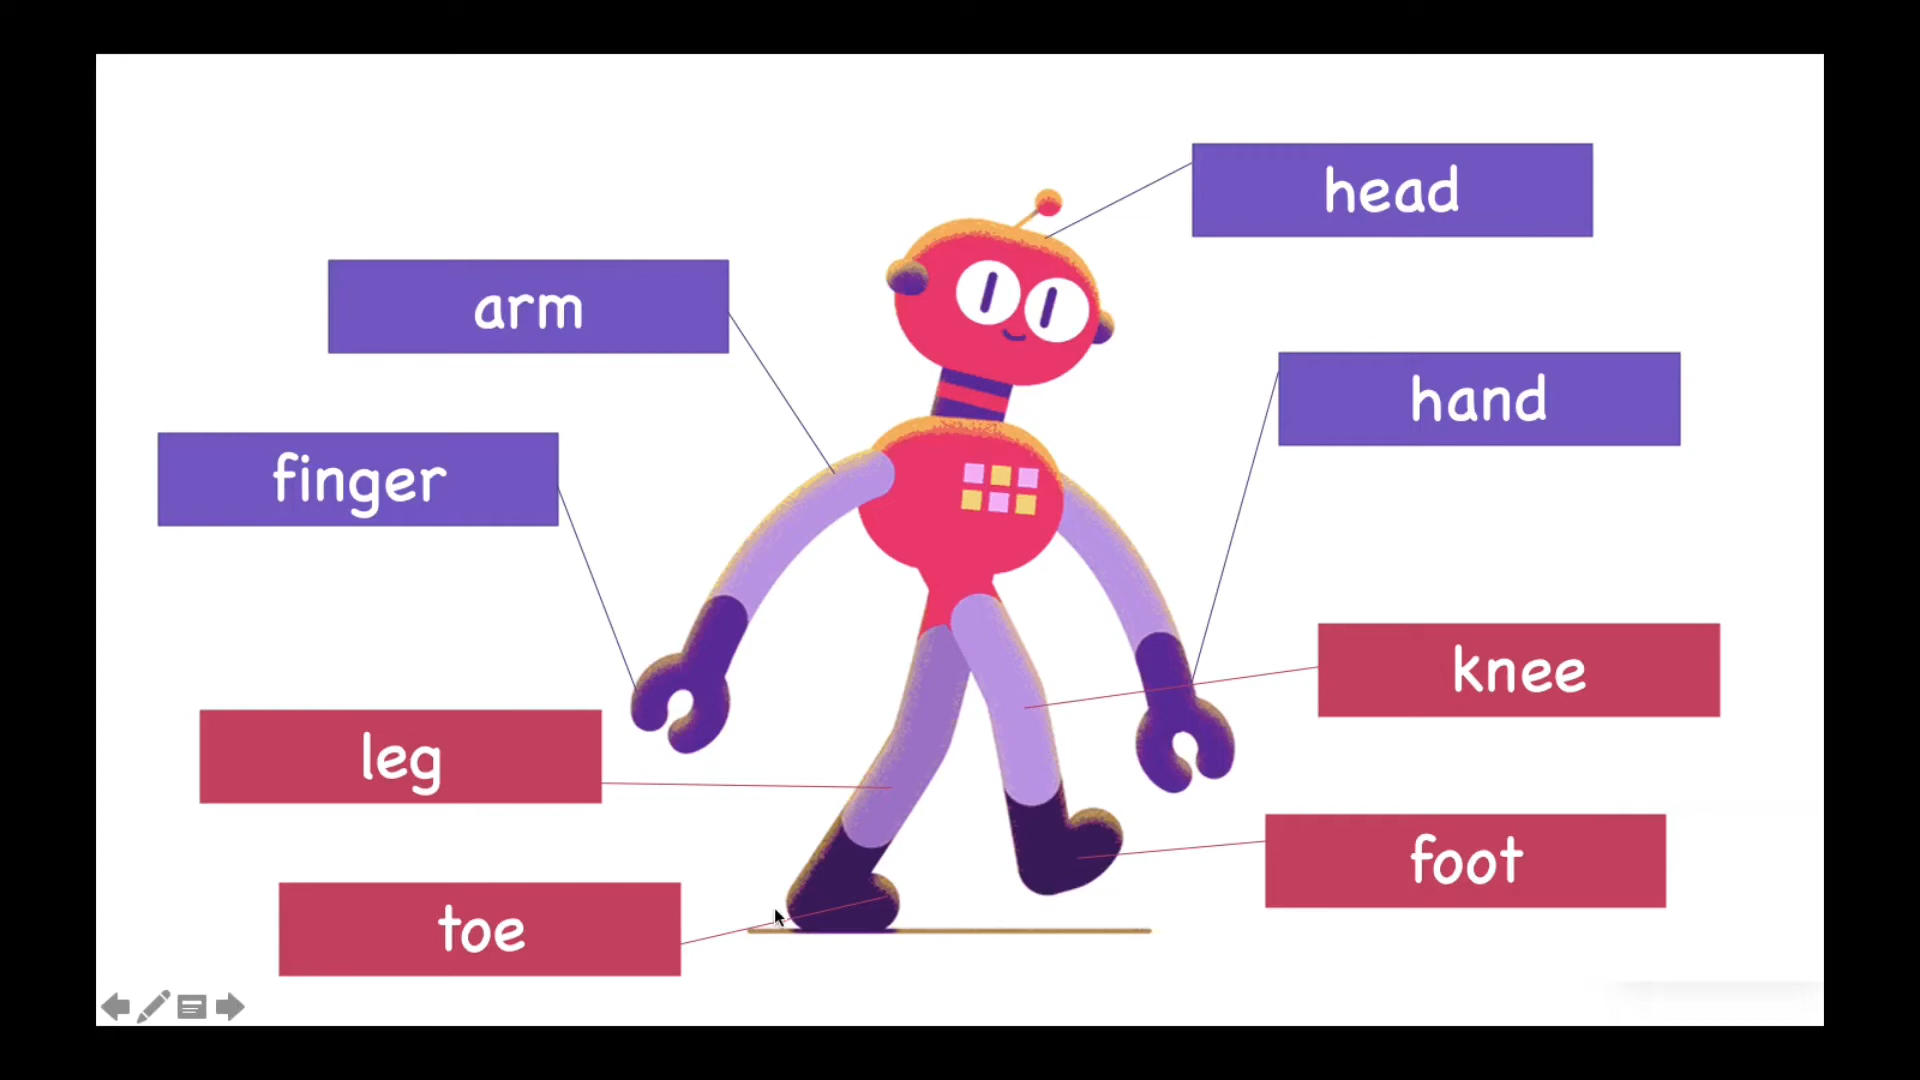 head
arm
hand
finger
knee
leg
foot
toe